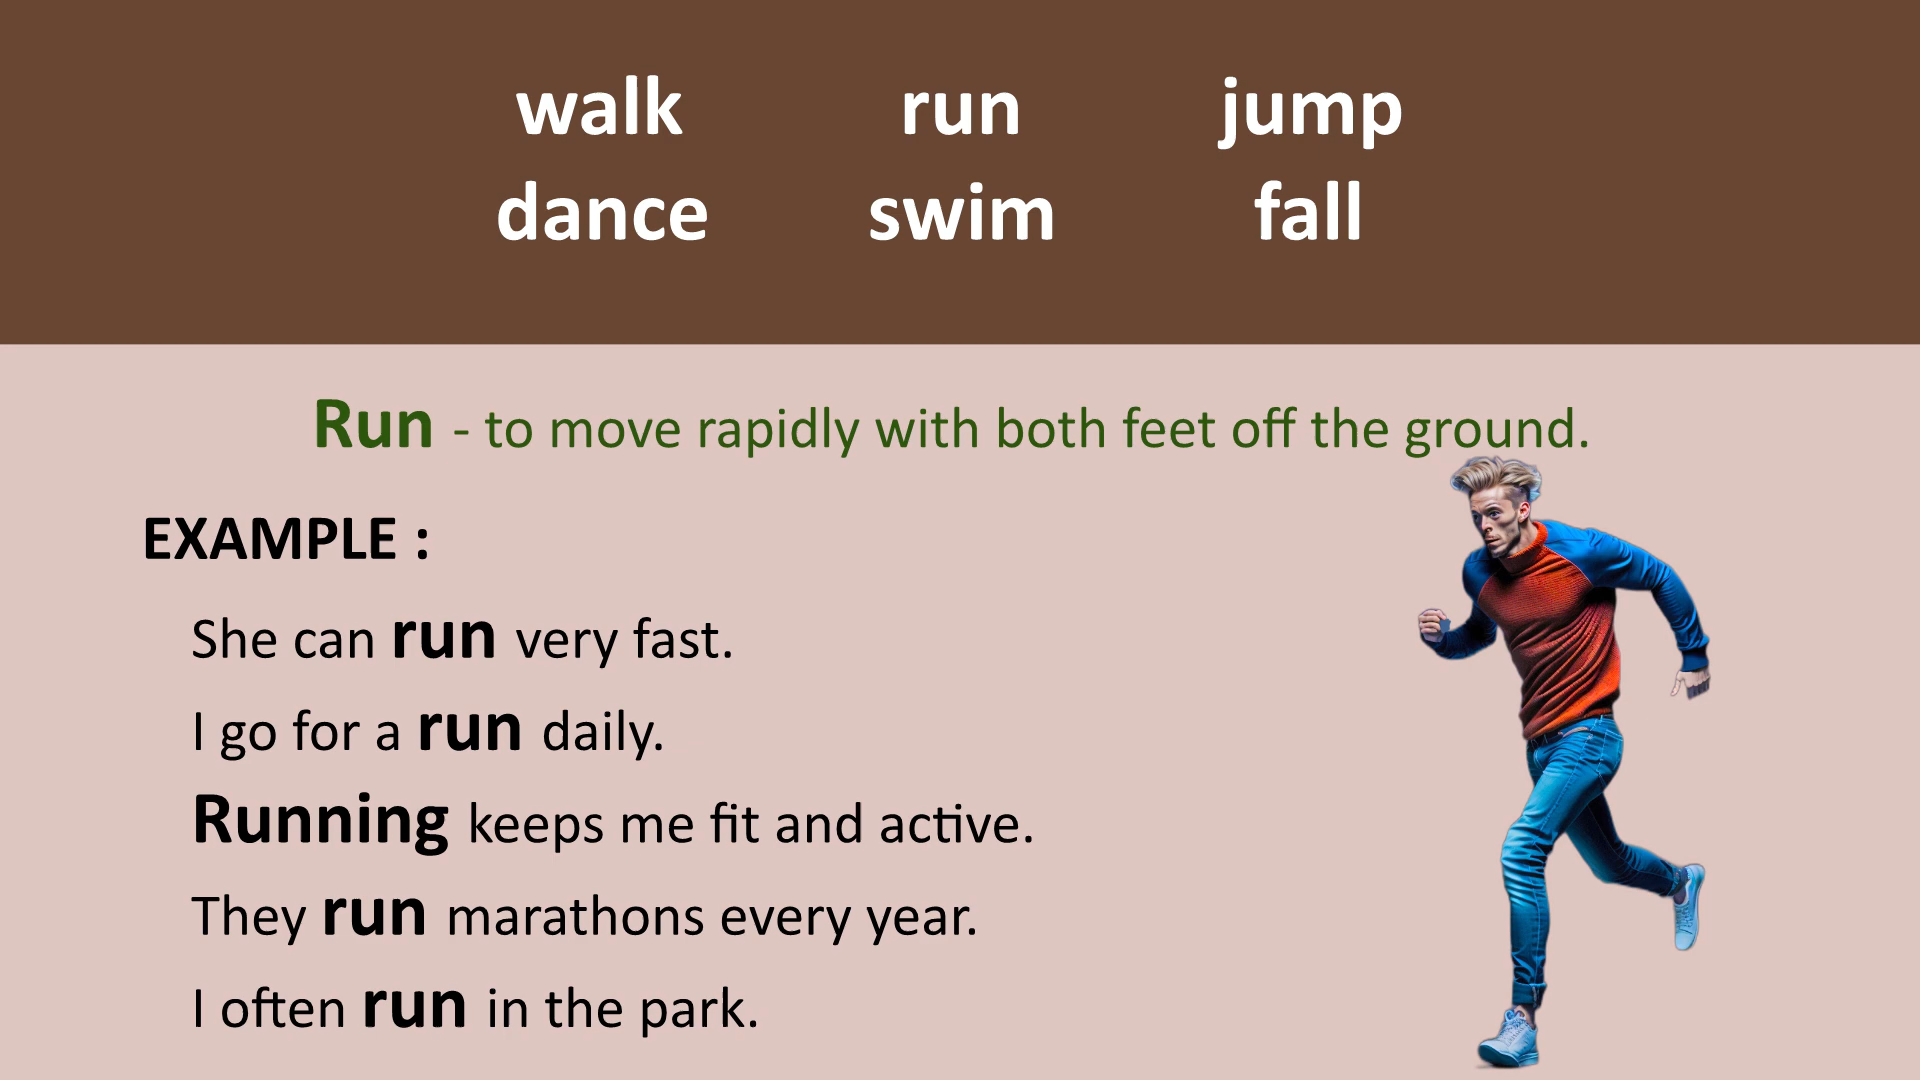 walk run jump
dance swim fall
Run - to move rapidly with both feet off the ground.
EXAMPLE :
She can run very fast.
I go for a run daily.
Running keeps me fit and active.
They run marathons every year.
I often run in the park.